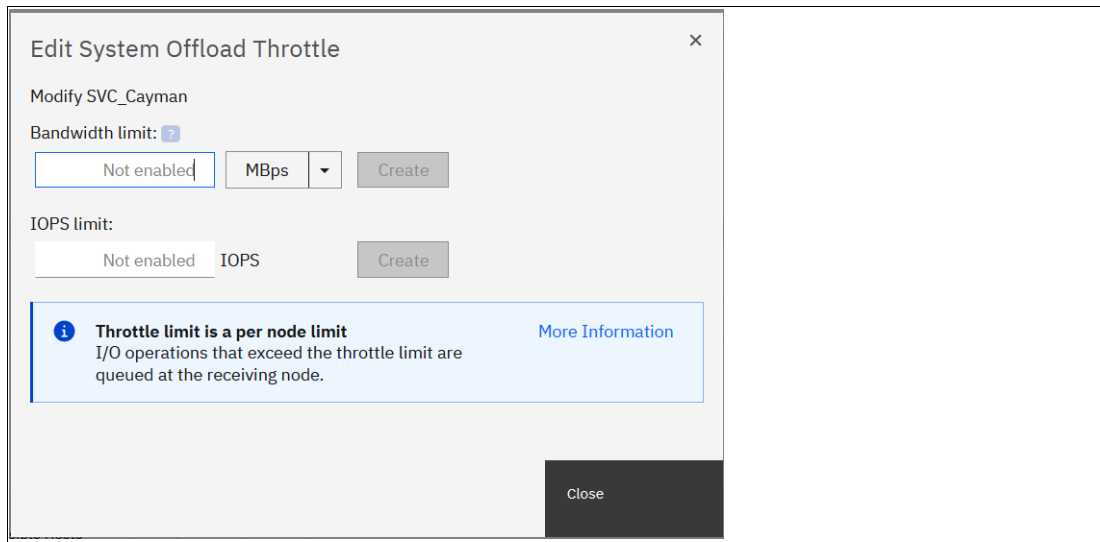 Edit System Offload Throttle
Modify SVC_Cayman
Bandwidth limit: ?
Not enabled MBps Create
IOPS limit:
Not enabled IOPS Create
Throttle limit is a per node limit More Information
I/O operations that exceed the throttle limit are
queued at the receiving node.
Close